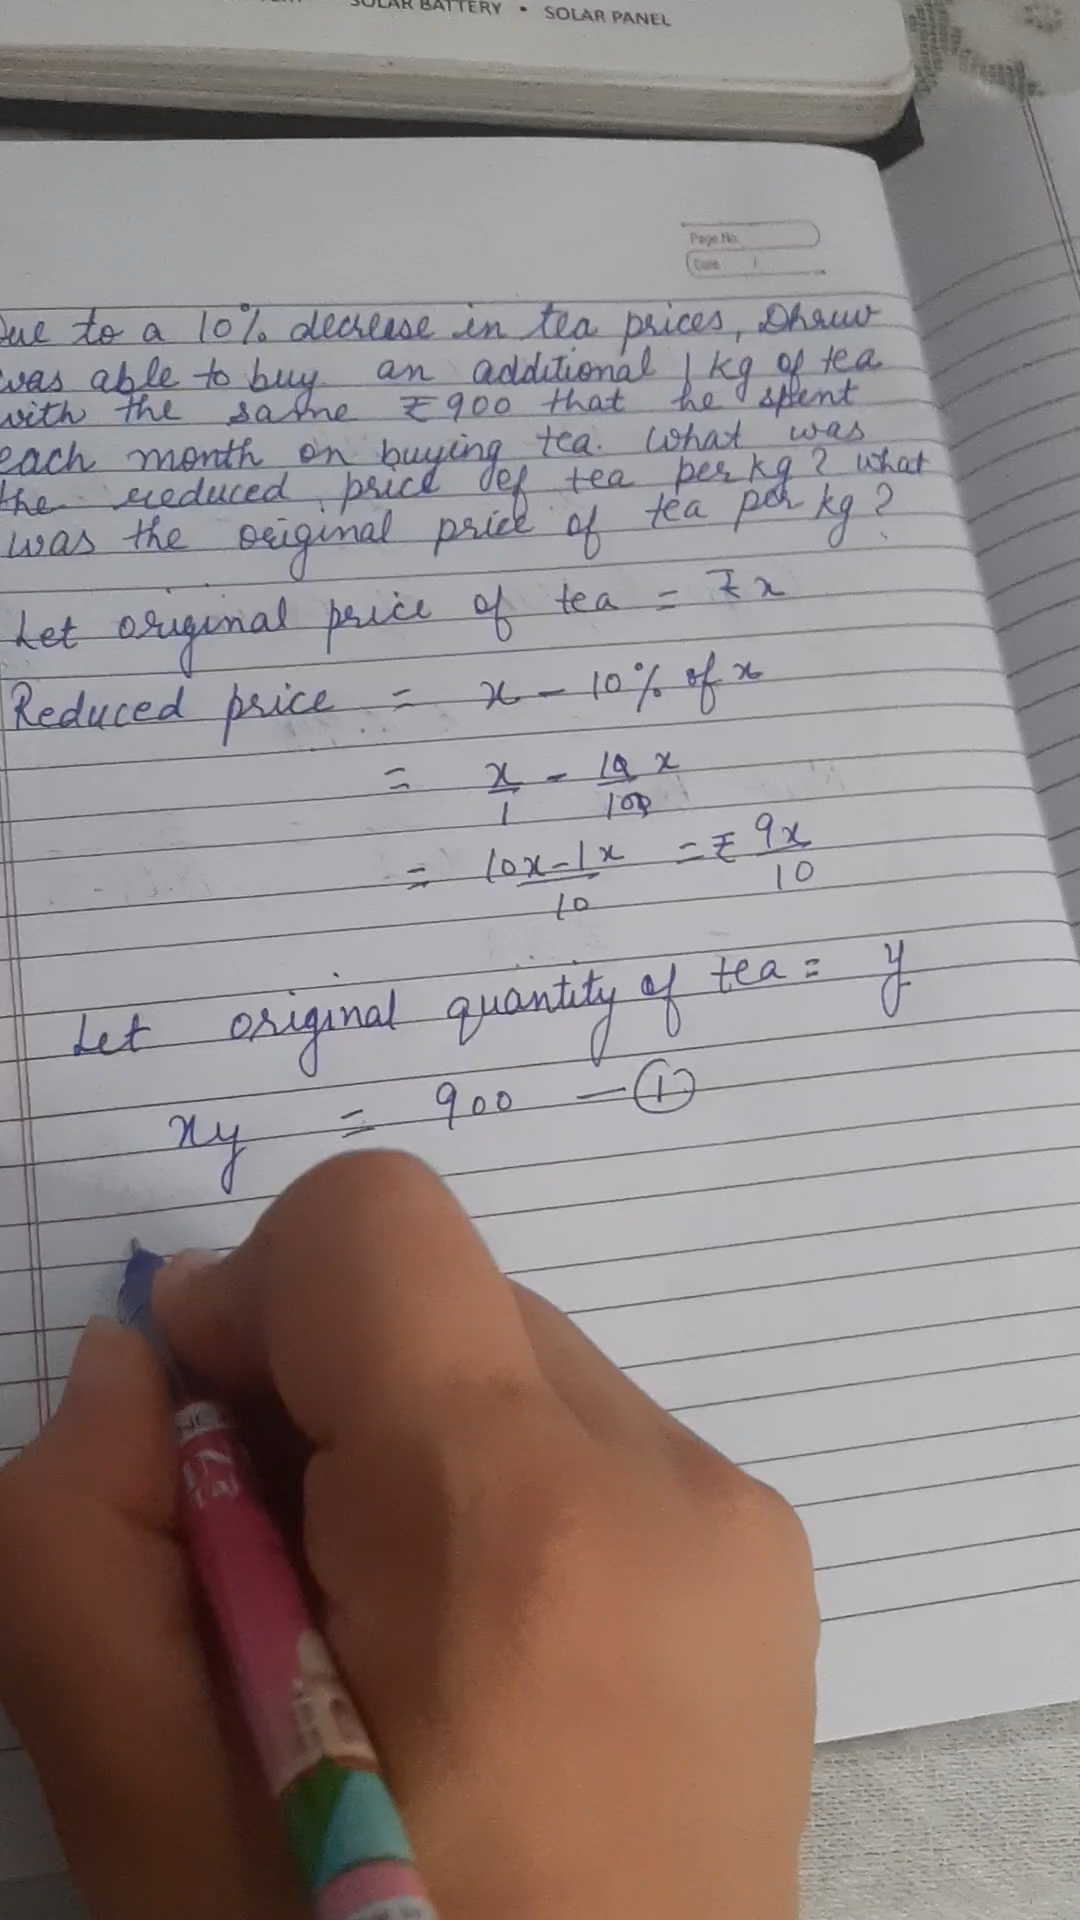 SOLAR BATTERY • SOLAR PANEL
Page No.
Date /
ue to a 10% decrease in tea prices, Dhruv
was able to buy an additional 1 kg of tea
with the same ₹900 that he spent
each month on buying tea. What was
the reduced price of tea per kg? what
was the original price of tea per kg?
Let original price of tea = ₹x
Reduced price = x - 10% of x
= x/1 - 10/100 x
= 10x-1x/10 = ₹ 9x/10
Let original quantity of tea = y
xy = 900 — ①